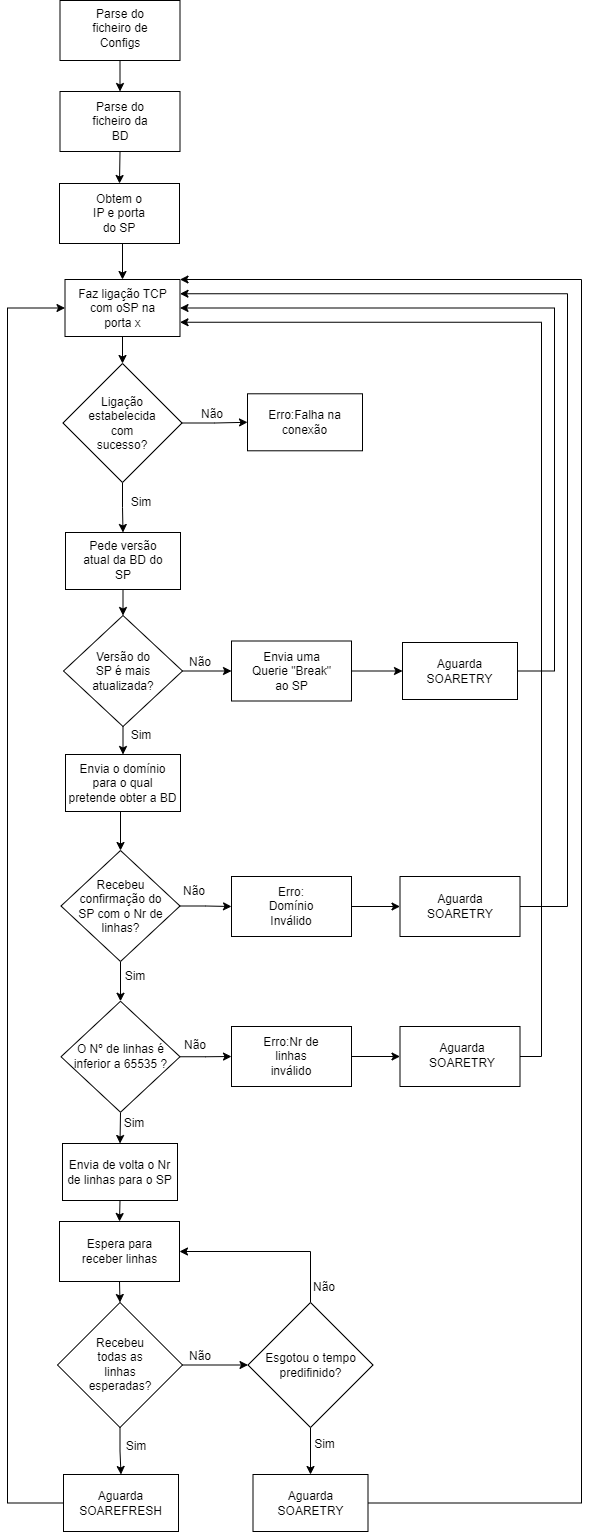 Parse do
ficheiro de
Configs
Parse do
ficheiro da
BD
Obtem o
IP e porta
do SP
Faz ligação TCP
com oSP na
porta x
Ligação
estabelecida
com
sucesso?
Não
Erro:Falha na
conexão
Sim
Pede versão
atual da BD do
SP
Versão do
SP é mais
atualizada?
Não
Envia uma
Querie "Break"
ao SP
Aguarda
SOARETRY
Sim
Envia o domínio
para o qual
pretende obter a BD
Recebeu
confirmação do
SP com o Nr de
linhas?
Não
Erro:
Domínio
Inválido
Aguarda
SOARETRY
Sim
O Nº de linhas é
inferior a 65535 ?
Não
Erro:Nr de
linhas
inválido
Aguarda
SOARETRY
Sim
Envia de volta o Nr
de linhas para o SP
Espera para
receber linhas
Recebeu
todas as
linhas
esperadas?
Não
Esgotou o tempo
predifinido?
Não
Sim
Sim
Aguarda
SOAREFRESH
Aguarda
SOARETRY